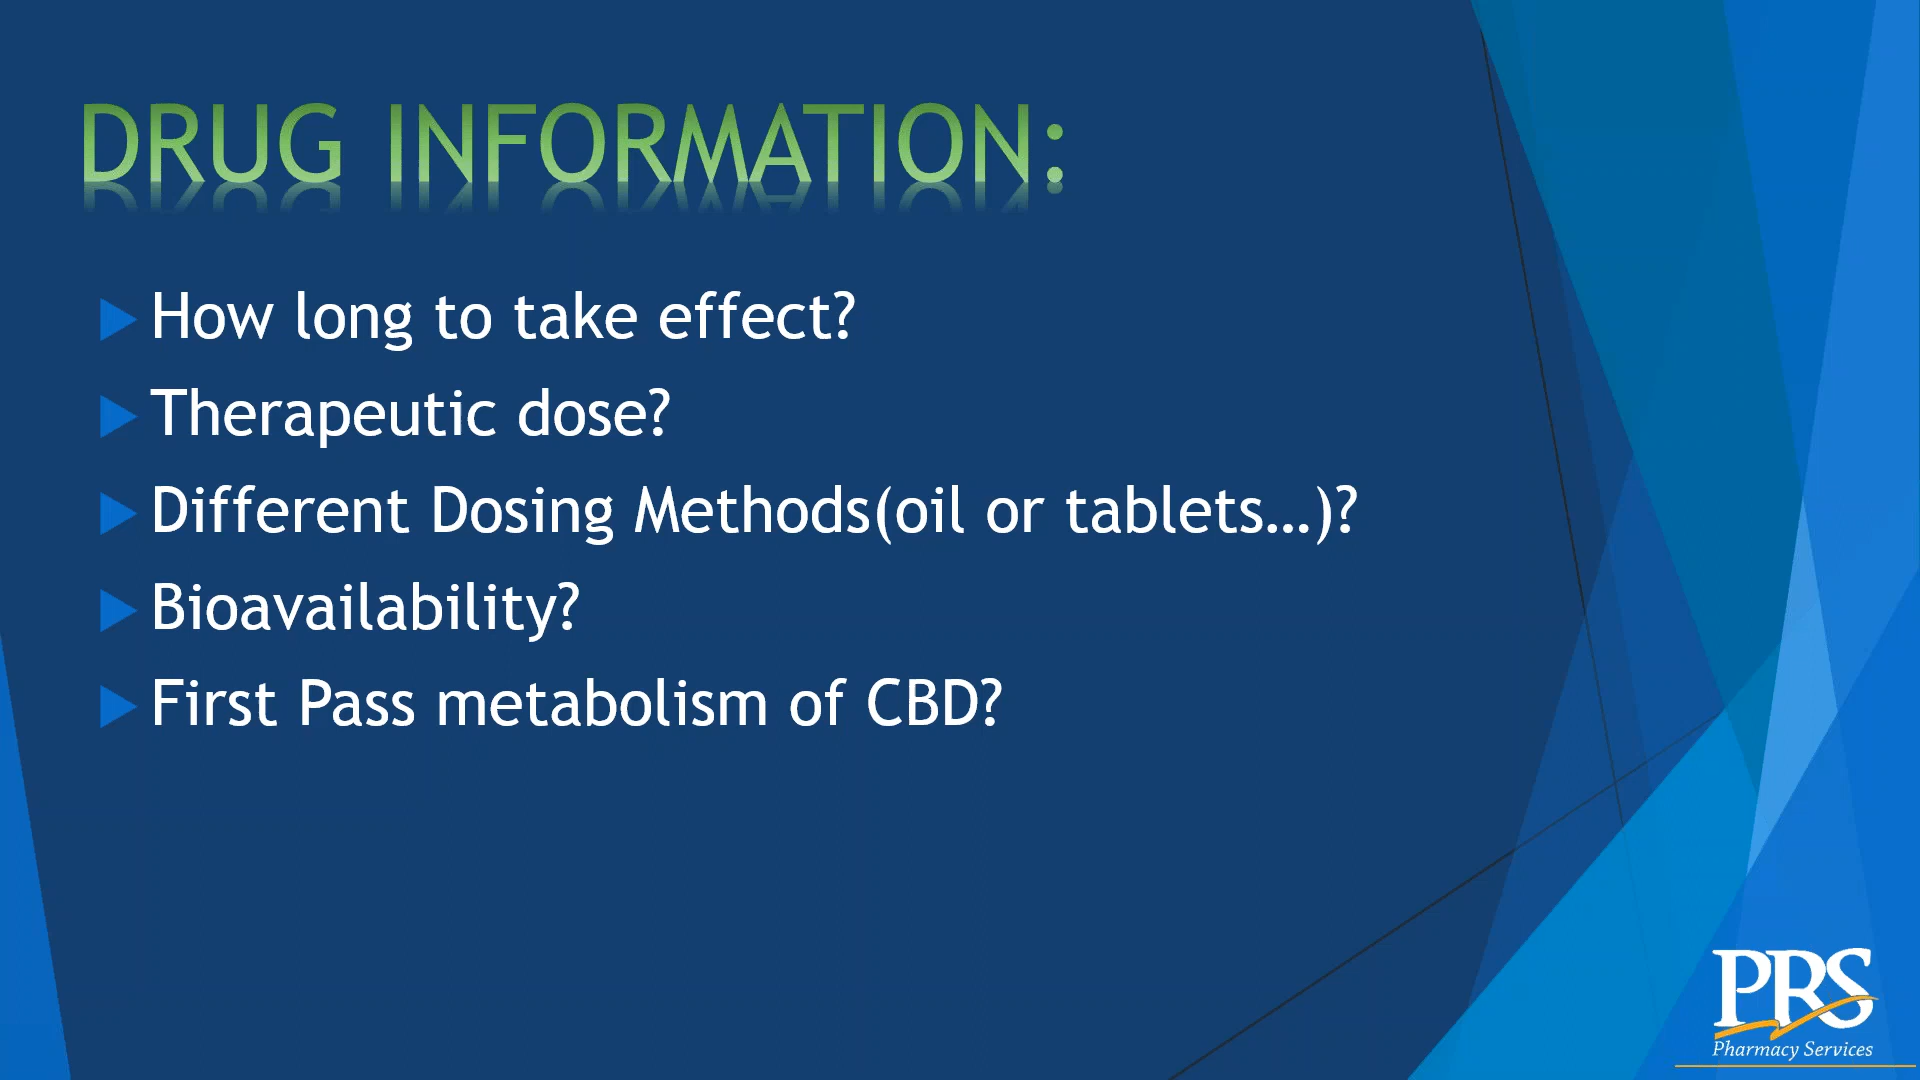 DRUG INFORMATION:
How long to take effect?
Therapeutic dose?
Different Dosing Methods(oil or tablets…)?
Bioavailability?
First Pass metabolism of CBD?
PRS
Pharmacy Services